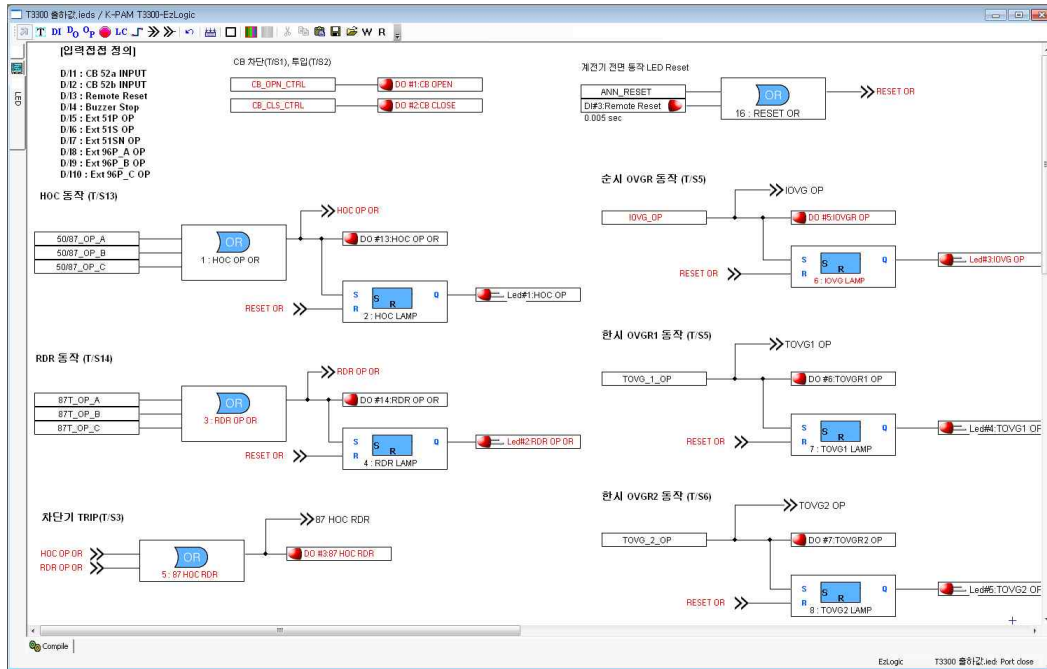 T3300 출하값.ieds / K-PAM T3300-EzLogic
T DI DO OP LC W R
LED
[입력접점 정의]
D/I1 : CB 52a INPUT
D/I2 : CB 52b INPUT
D/I3 : Remote Reset
D/I4 : Buzzer Stop
D/I5 : Ext 51P OP
D/I6 : Ext 51S OP
D/I7 : Ext 51SN OP
D/I8 : Ext 96P_A OP
D/I9 : Ext 96P_B OP
D/I10 : Ext 96P_C OP
CB 차단(T/S1), 투입(T/S2)
CB_OPN_CTRL
DO #1:CB OPEN
CB_CLS_CTRL
DO #2:CB CLOSE
계전기 전면 동작 LED Reset
ANN_RESET
DI#3:Remote Reset
0.005 sec
OR
16 : RESET OR
RESET OR
HOC 동작 (T/S13)
50/87_OP_A
50/87_OP_B
50/87_OP_C
OR
1 : HOC OP OR
HOC OP OR
DO #13:HOC OP OR
RESET OR
S
R
S
R
Q
2 : HOC LAMP
Led#1:HOC OP
RDR 동작 (T/S14)
87T_OP_A
87T_OP_B
87T_OP_C
OR
3 : RDR OP OR
RDR OP OR
DO #14:RDR OP OR
RESET OR
S
R
S
R
Q
4 : RDR LAMP
Led#2:RDR OP OR
차단기 TRIP(T/S3)
HOC OP OR
RDR OP OR
OR
5 : 87 HOC RDR
87 HOC RDR
DO #3:87 HOC RDR
순시 OVGR 동작 (T/S5)
IOVG_OP
IOVG OP
DO #5:IOVGR OP
RESET OR
S
R
S
R
Q
6 : IOVG LAMP
Led#3:IOVG OP
한시 OVGR1 동작 (T/S5)
TOVG_1_OP
TOVG1 OP
DO #6:TOVGR1 OP
RESET OR
S
R
S
R
Q
7 : TOVG1 LAMP
Led#4:TOVG1 OP
한시 OVGR2 동작 (T/S6)
TOVG_2_OP
TOVG2 OP
DO #7:TOVGR2 OP
RESET OR
S
R
S
R
Q
8 : TOVG2 LAMP
Led#5:TOVG2 OF
Compile
EzLogic
T3300 출하값.ied: Port close